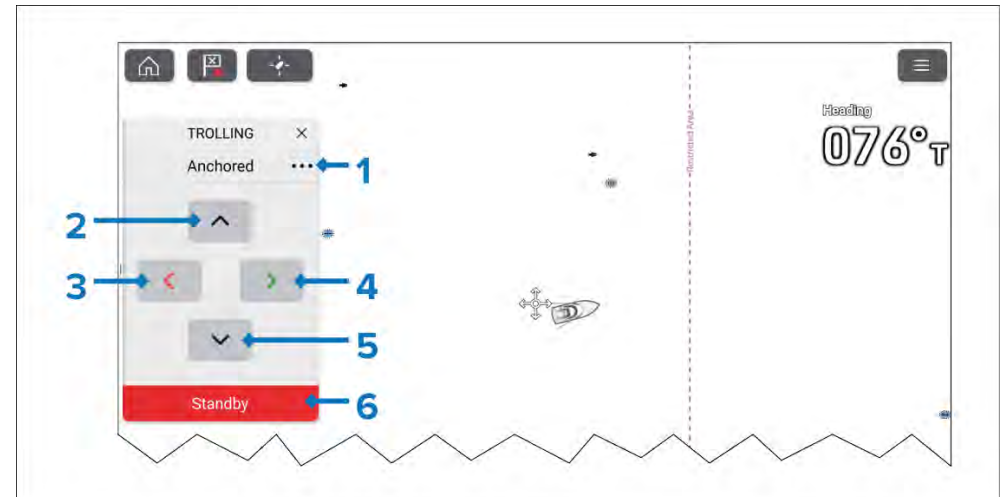 TROLLING
Anchored
1
2
3
4
5
Standby
6
Restricted Area
Heading
076°T